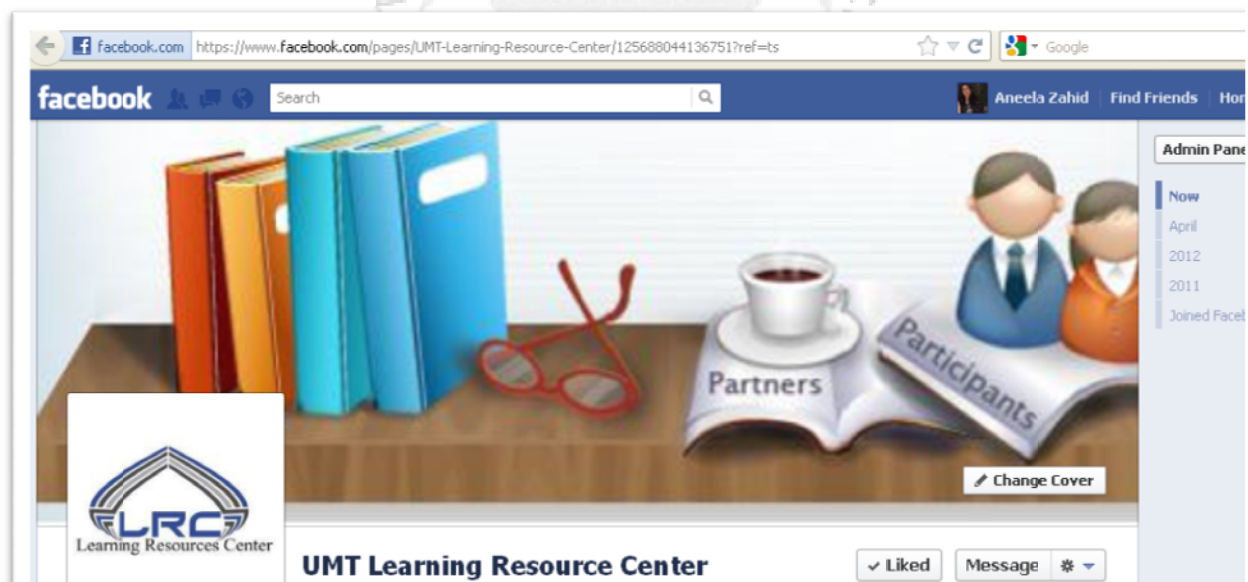 facebook.com https://www.facebook.com/pages/UMT-Learning-Resource-Center/125688044136751?ref=ts Google
facebook Search Aneela Zahid Find Friends Hom
Admin Pane
Now
April
2012
2011
Joined Faceb
Partners
Participants
Change Cover
LRC
Learning Resources Center
UMT Learning Resource Center Liked Message